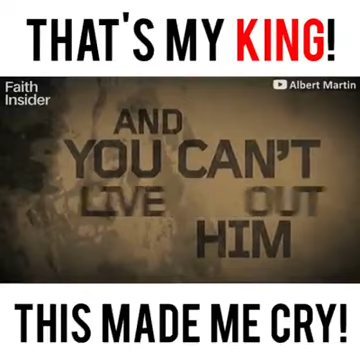 THAT'S MY KING!
Faith
Insider
Albert Martin
AND
YOU CAN'T
LIVE OUT
HIM
THIS MADE ME CRY!